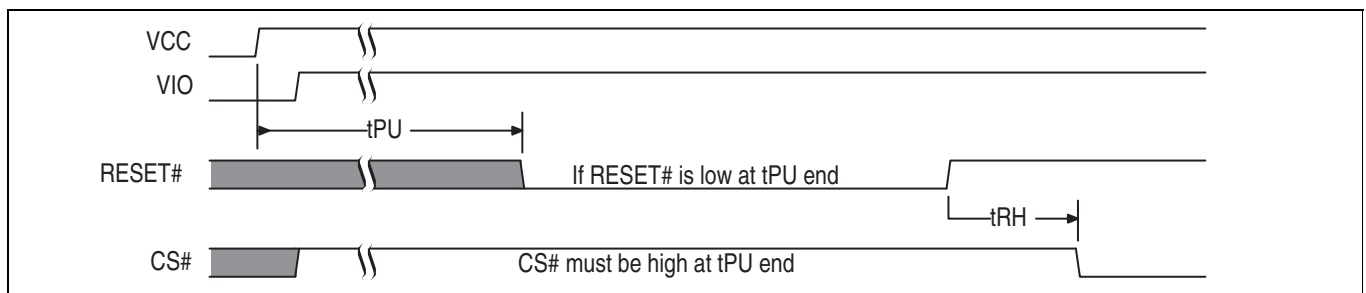 VCC
VIO
tPU
RESET#
If RESET# is low at tPU end
tRH
CS#
CS# must be high at tPU end